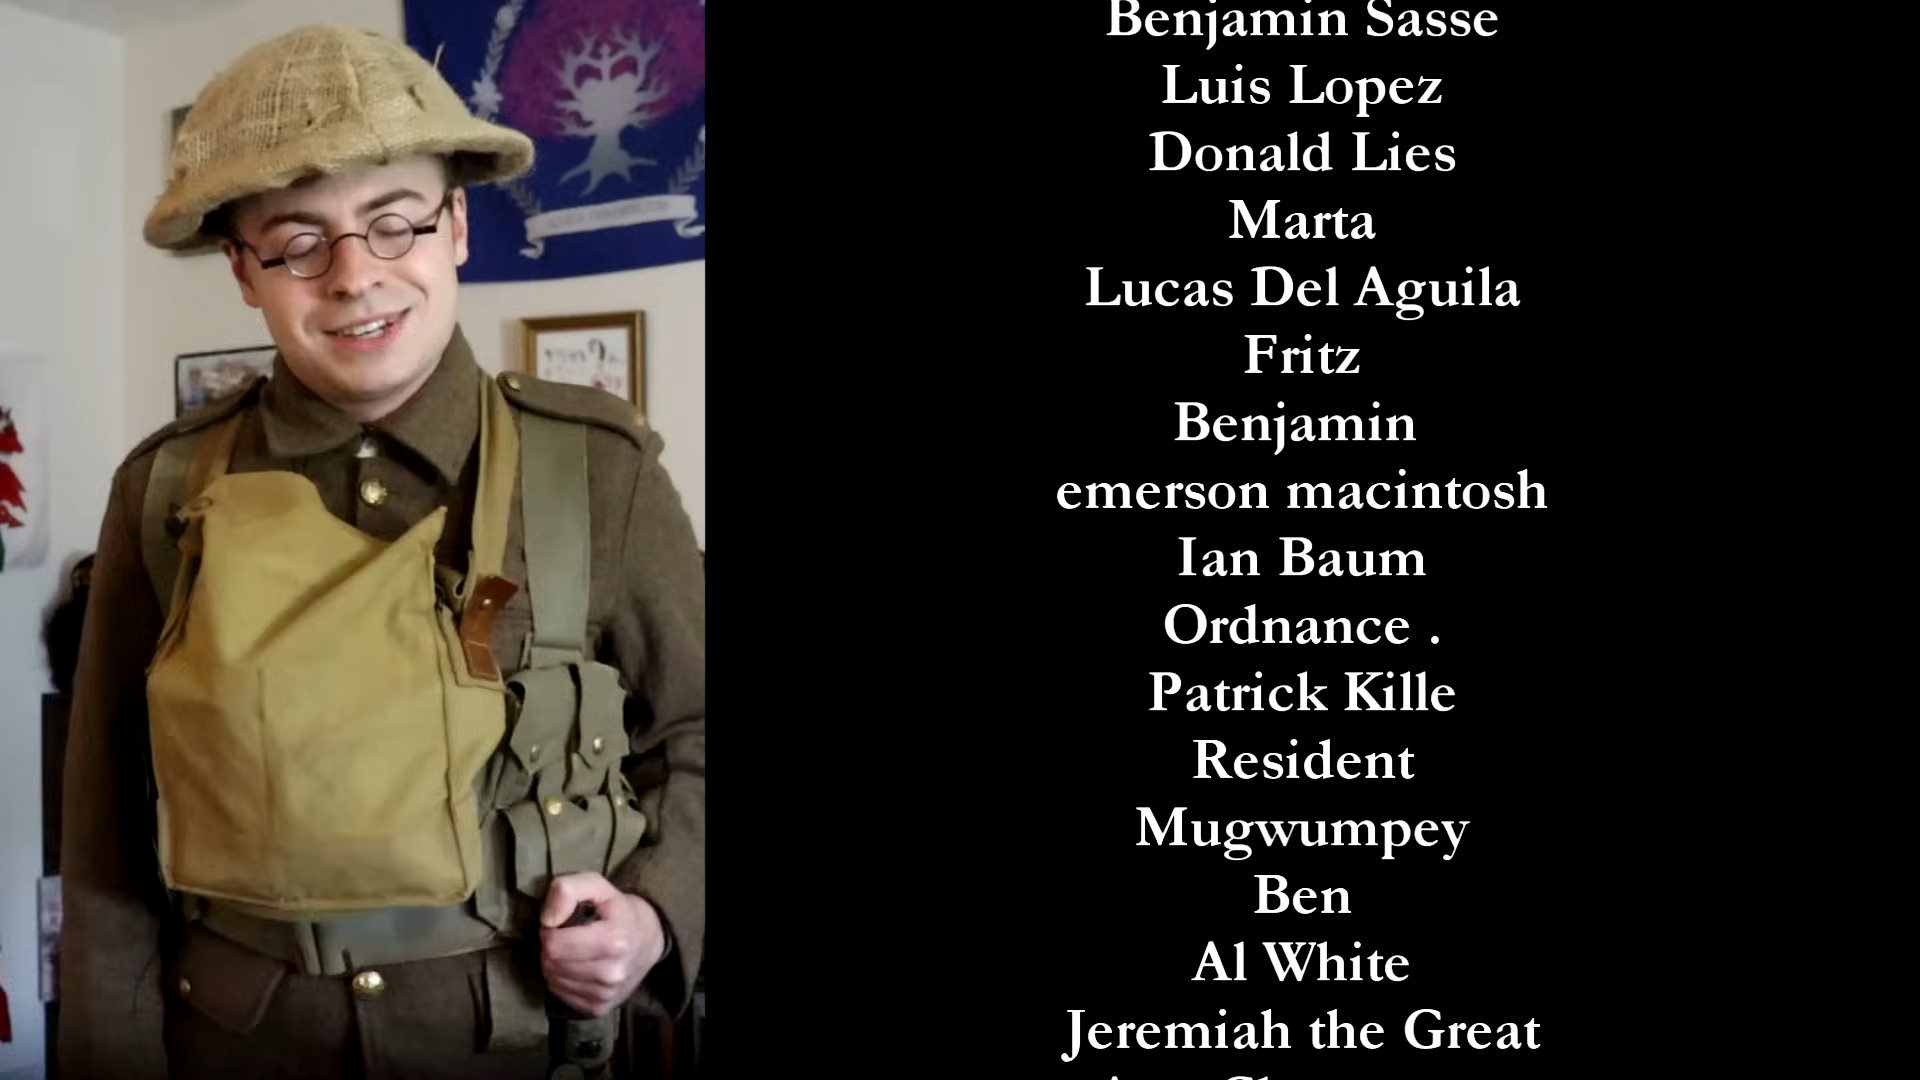 Benjamin Sasse
Luis Lopez
Donald Lies
Marta
Lucas Del Aguila
Fritz
Benjamin
emerson macintosh
Ian Baum
Ordnance .
Patrick Kille
Resident
Mugwumpey
Ben
Al White
Jeremiah the Great